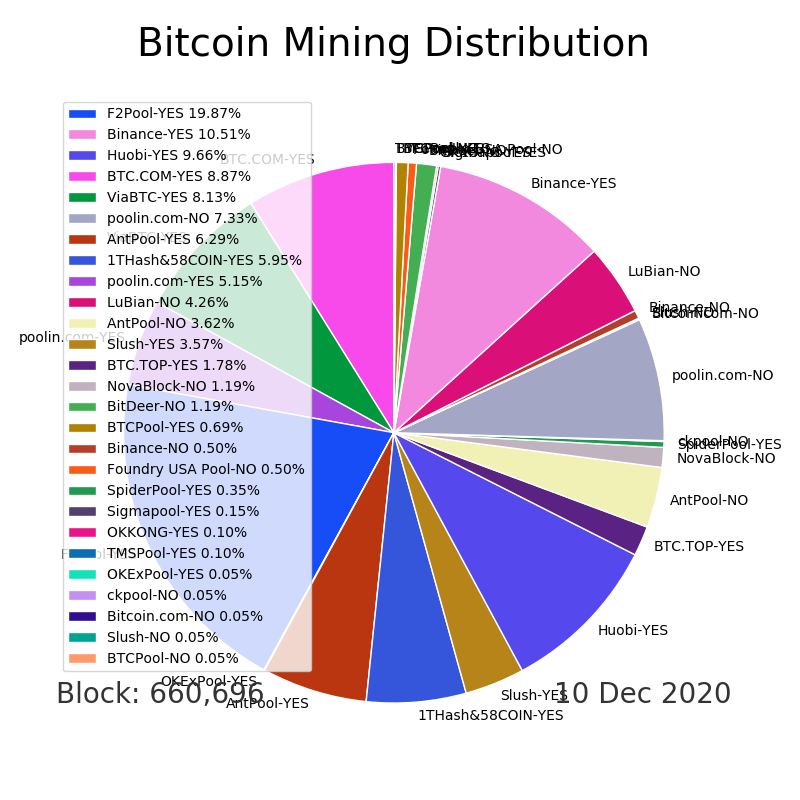 Bitcoin Mining Distribution
F2Pool-YES 19.87%
Binance-YES 10.51%
Huobi-YES 9.66%
BTC.COM-YES 8.87%
ViaBTC-YES 8.13%
poolin.com-NO 7.33%
AntPool-YES 6.29%
1THash&58COIN-YES 5.95%
poolin.com-YES 5.15%
LuBian-NO 4.26%
AntPool-NO 3.62%
Slush-YES 3.57%
BTC.TOP-YES 1.78%
NovaBlock-NO 1.19%
BitDeer-NO 1.19%
BTCPool-YES 0.69%
Binance-NO 0.50%
Foundry USA Pool-NO 0.50%
SpiderPool-YES 0.35%
Sigmapool-YES 0.15%
OKKONG-YES 0.10%
TMSPool-YES 0.10%
OKExPool-YES 0.05%
ckpool-NO 0.05%
Bitcoin.com-NO 0.05%
Slush-NO 0.05%
BTCPool-NO 0.05%
BTC.COM-YES
poolin.com-YES
Binance-YES
LuBian-NO
Binance-NO
poolin.com-NO
ckpool-NO
SpiderPool-YES
NovaBlock-NO
AntPool-NO
BTC.TOP-YES
Huobi-YES
Slush-YES
1THash&58COIN-YES
AntPool-YES
OKExPool-YES
Block: 660,696
10 Dec 2020